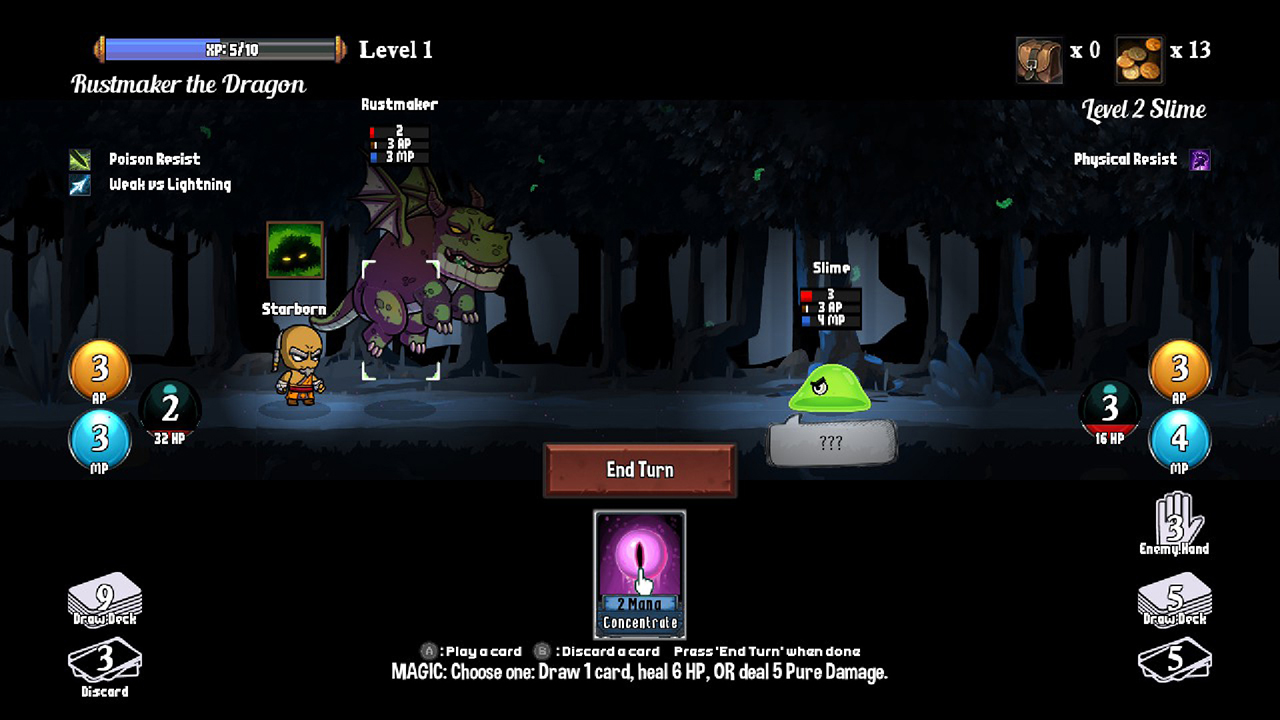 XP: 5/10
Level 1
x 0
x 13
Rustmaker the Dragon
Level 2 Slime
Rustmaker
2
3 AP
3 MP
Poison Resist
Weak vs Lightning
Physical Resist
Slime
3
3 AP
4 MP
Starborn
3
AP
2
32 HP
3
MP
3
AP
3
16 HP
4
MP
???
End Turn
3
Enemy Hand
2 Mana
Concentrate
9
Draw Deck
5
Draw Deck
3
Discard
5
A : Play a card B : Discard a card Press 'End Turn' when done
MAGIC: Choose one: Draw 1 card, heal 6 HP, OR deal 5 Pure Damage.